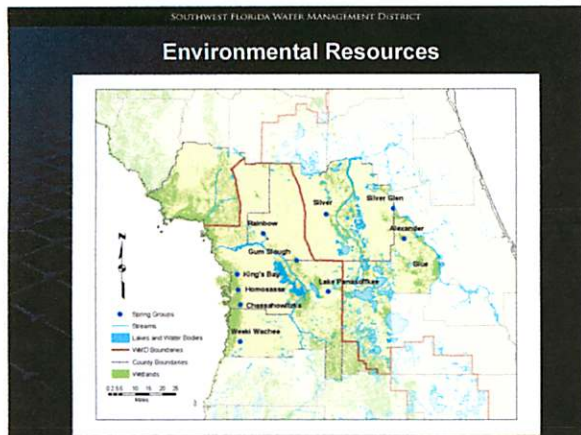 SOUTHWEST FLORIDA WATER MANAGEMENT DISTRICT
Environmental Resources
Silver
Silver Glen
Rainbow
Alexander
Gum Slough
Blue
King's Bay
Lake Panasoffkee
Homosassa
Chassahowitzka
Weeki Wachee
N
Spring Groups
Streams
Lakes and Water Bodies
WMD Boundaries
County Boundaries
Wetlands
Miles